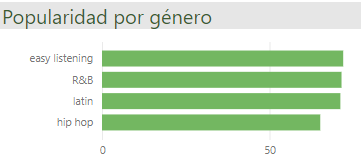 Popularidad por género
easy listening
R&B
latin
hip hop
0 50